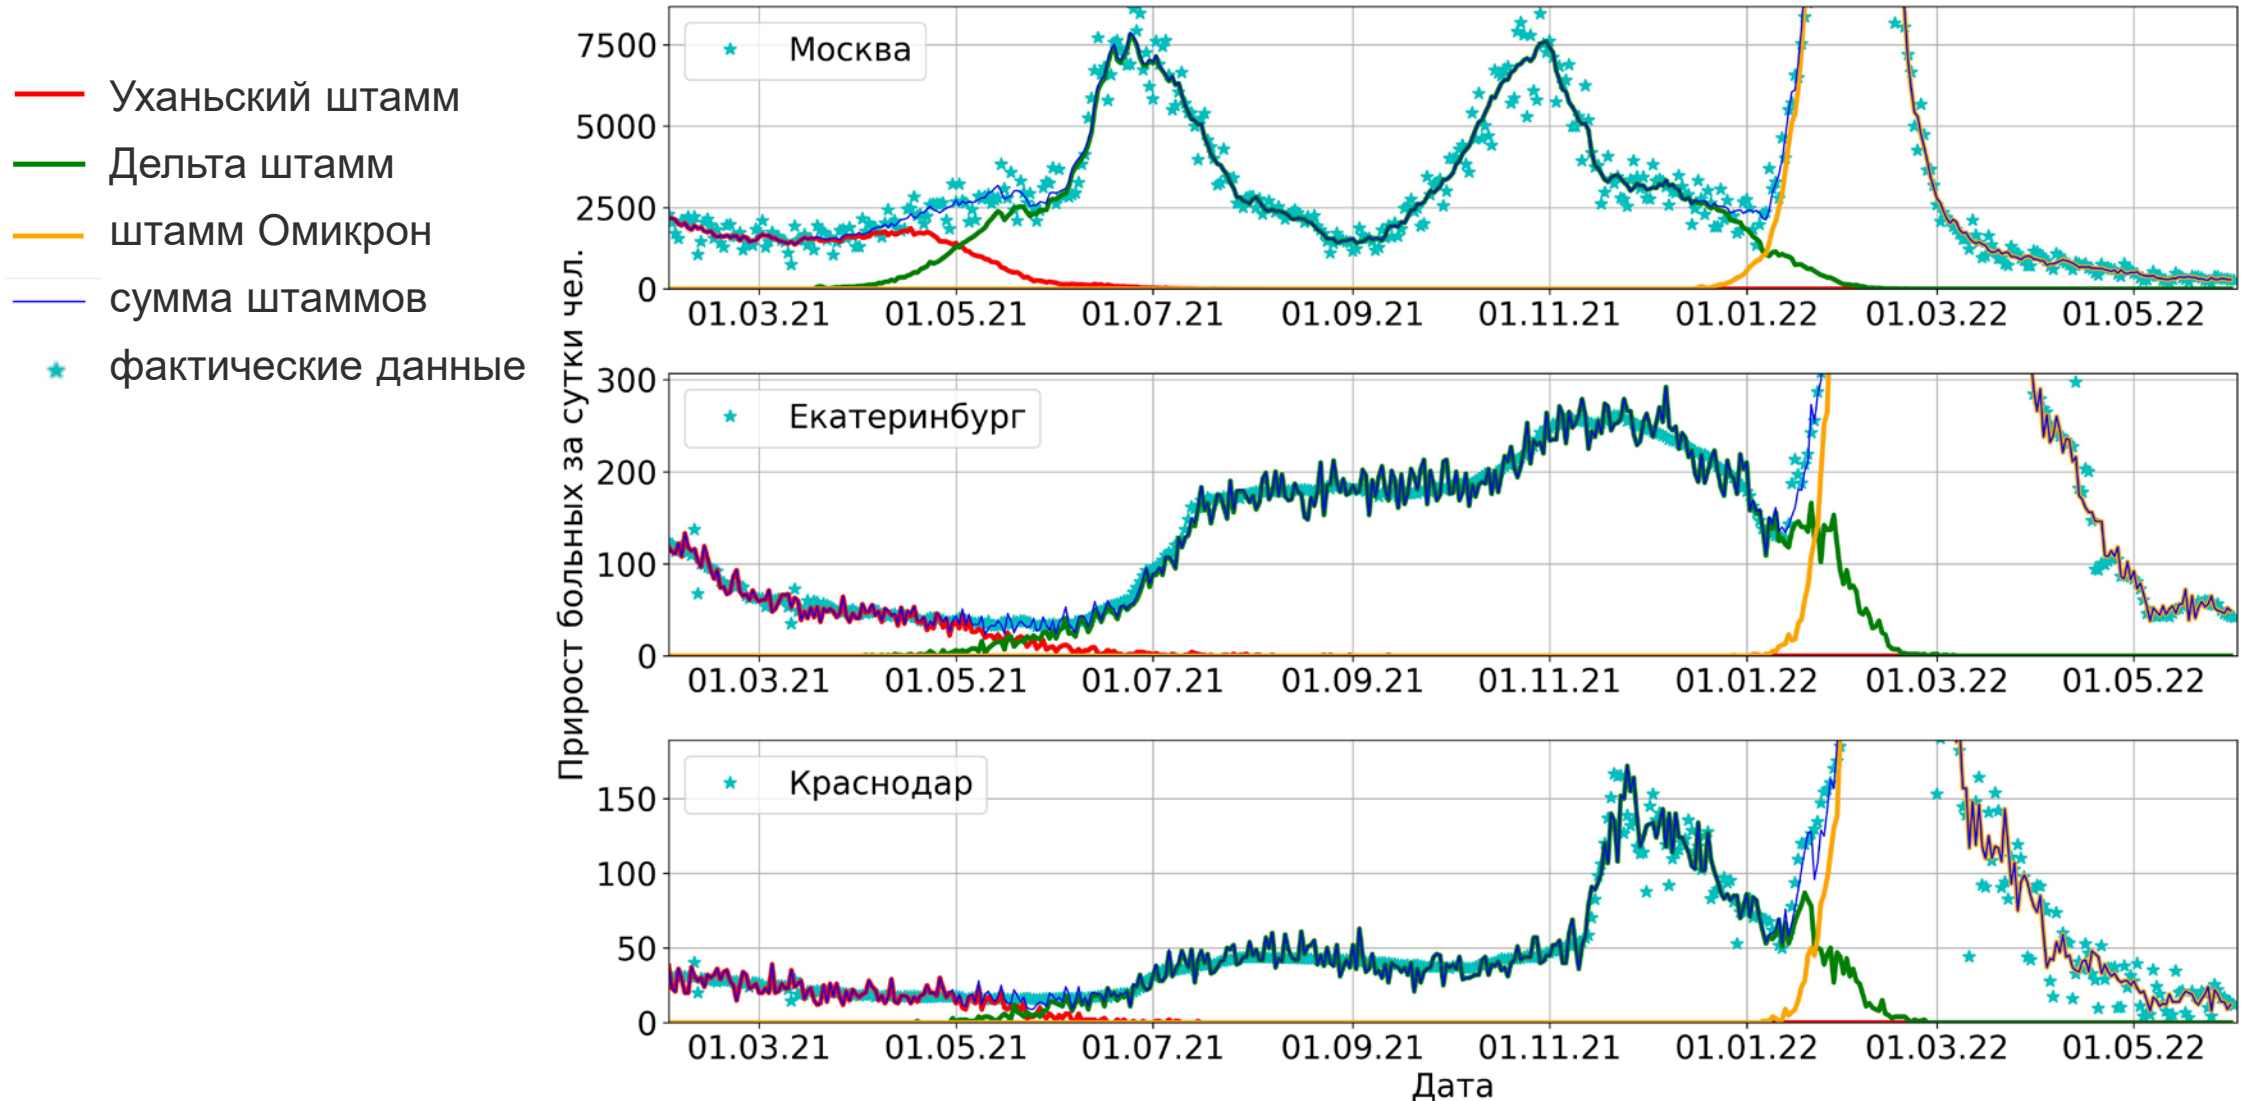 Уханьский штамм
Дельта штамм
штамм Омикрон
сумма штаммов
фактические данные
Прирост больных за сутки чел.
Москва
7500
5000
2500
0
01.03.21 01.05.21 01.07.21 01.09.21 01.11.21 01.01.22 01.03.22 01.05.22
Екатеринбург
300
200
100
0
01.03.21 01.05.21 01.07.21 01.09.21 01.11.21 01.01.22 01.03.22 01.05.22
Краснодар
150
100
50
0
01.03.21 01.05.21 01.07.21 01.09.21 01.11.21 01.01.22 01.03.22 01.05.22
Дата